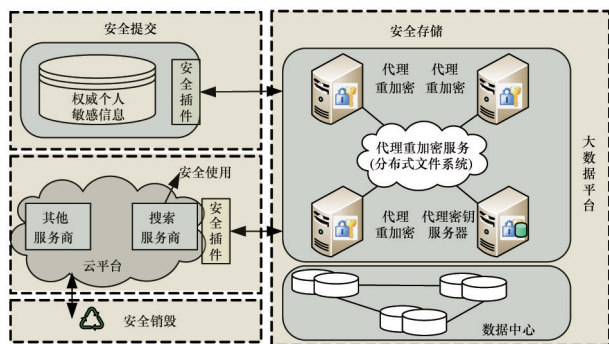 安全提交
权威个人
敏感信息
安全插件
安全使用
其他
服务商
搜索
服务商
安全插件
云平台
安全销毁
安全存储
代理
重加密
代理
重加密
代理重加密服务
(分布式文件系统)
代理
重加密
代理密钥
服务器
数据中心
大数据平台